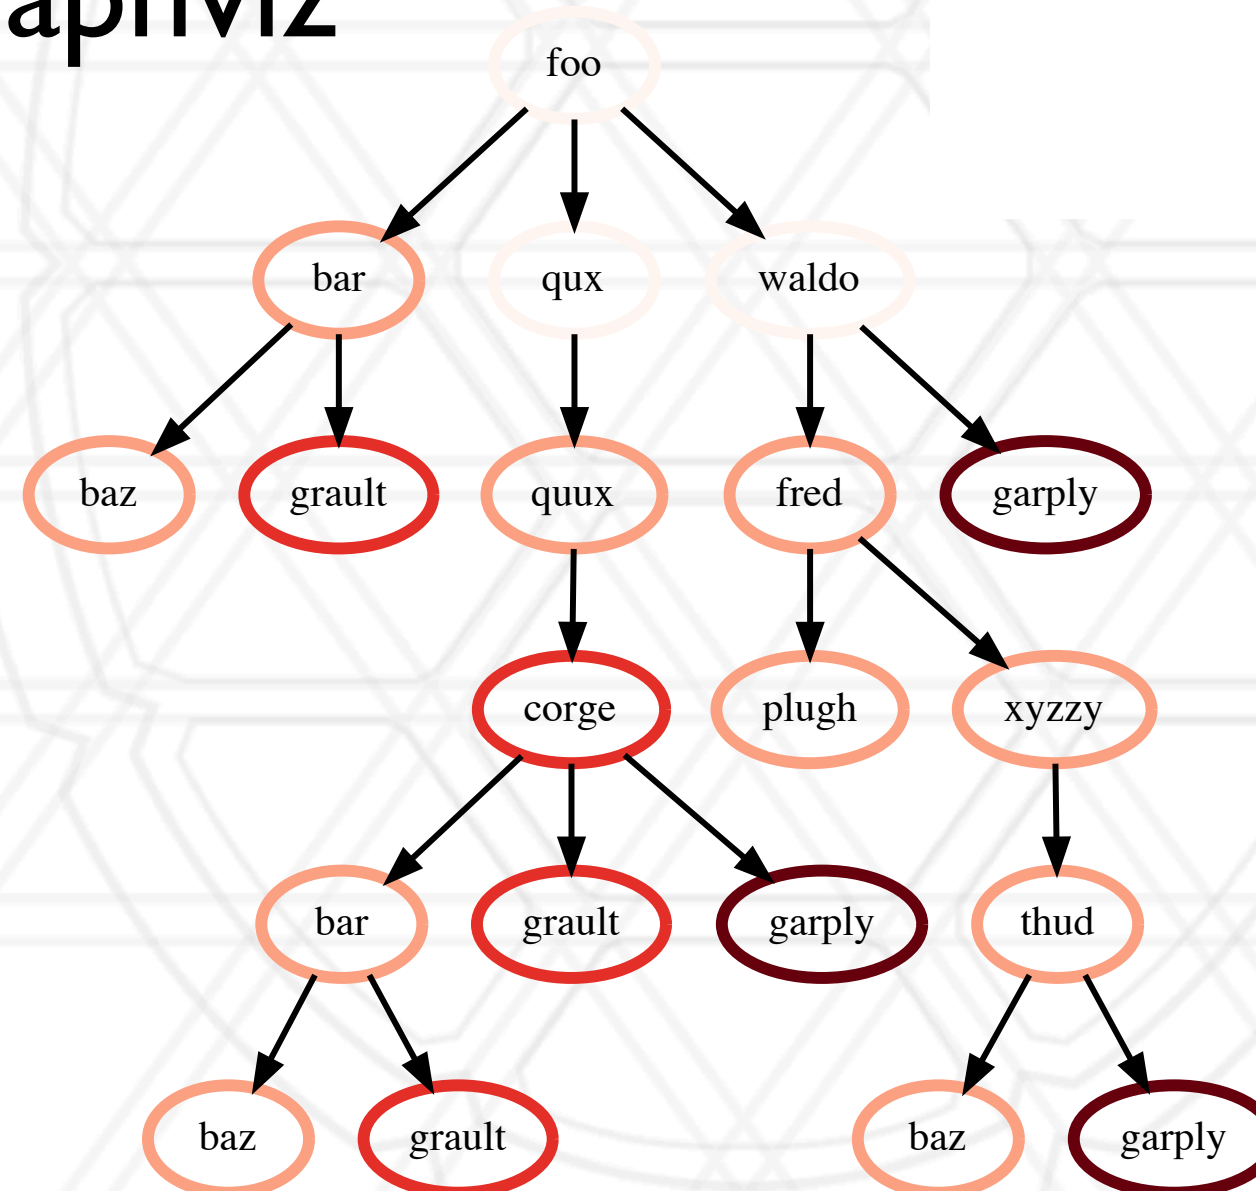 foo
bar qux waldo
baz grault quux fred garply
corge plugh xyzzy
bar grault garply thud
baz grault baz garply